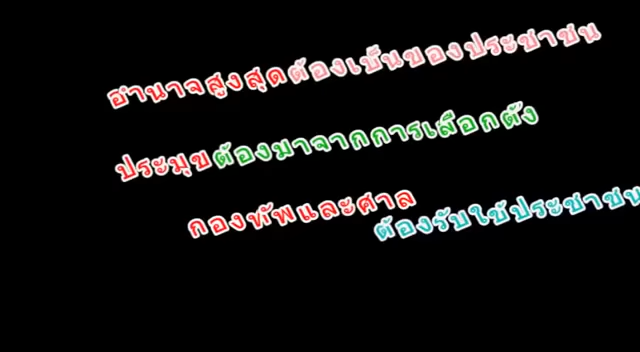 อำนาจสูงสุดต้องเป็นของประชาชน
ประมุขต้องมาจากการเลือกตั้ง
กองทัพและศาล
ต้องรับใช้ประชาชน